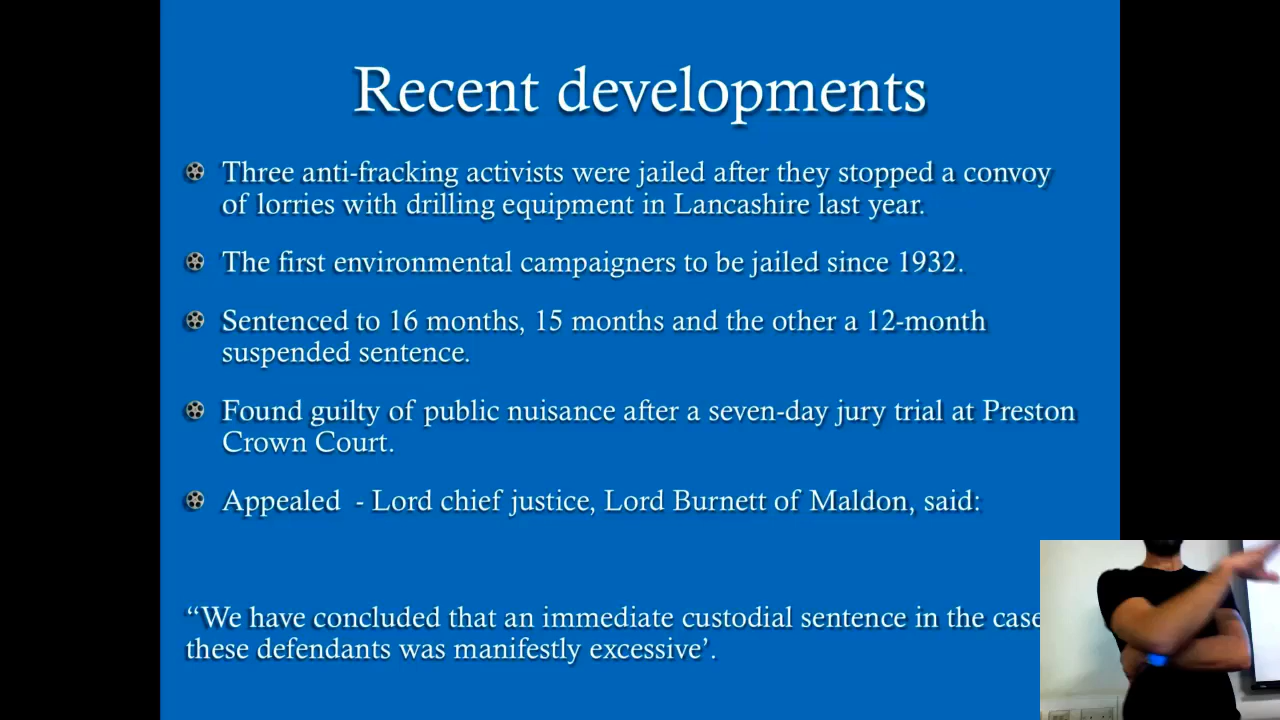 Recent developments
Three anti-fracking activists were jailed after they stopped a convoy
of lorries with drilling equipment in Lancashire last year.
The first environmental campaigners to be jailed since 1932.
Sentenced to 16 months, 15 months and the other a 12-month
suspended sentence.
Found guilty of public nuisance after a seven-day jury trial at Preston
Crown Court.
Appealed - Lord chief justice, Lord Burnett of Maldon, said:
“We have concluded that an immediate custodial sentence in the case
these defendants was manifestly excessive’.